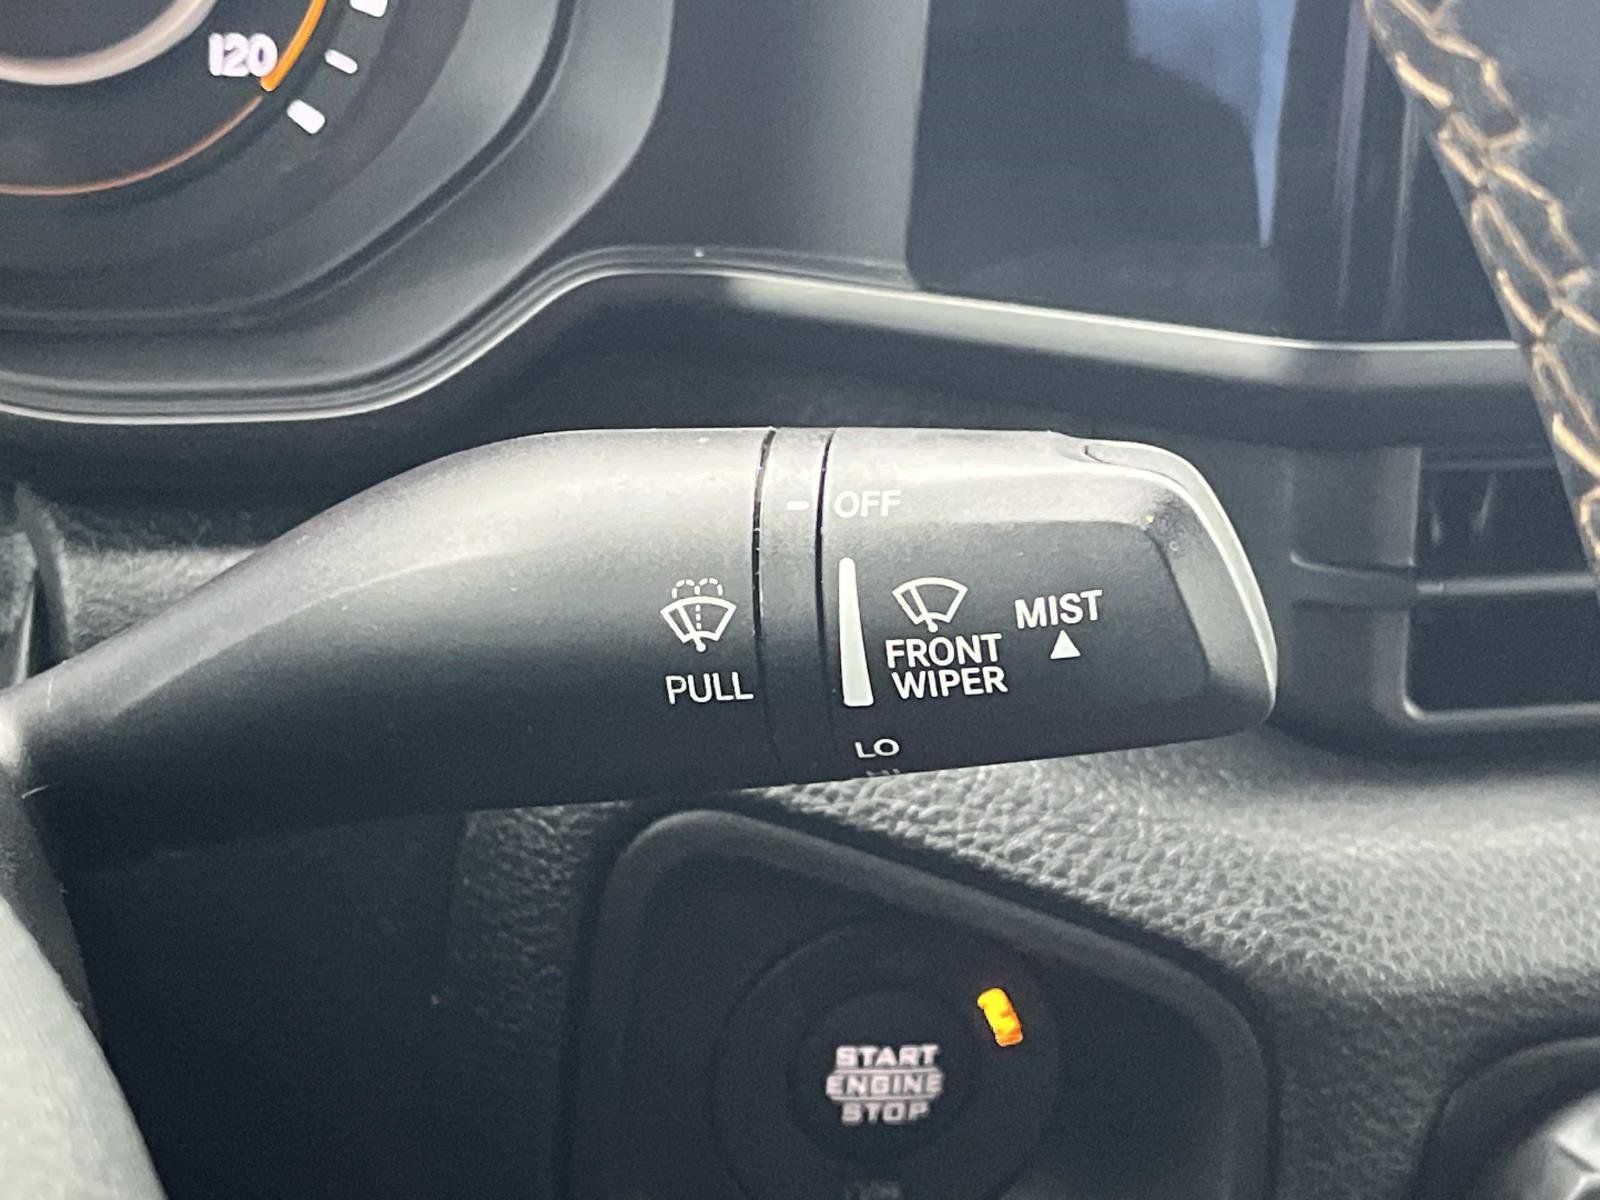 120
- OFF
MIST
FRONT
WIPER
PULL
LO
START
ENGINE
STOP